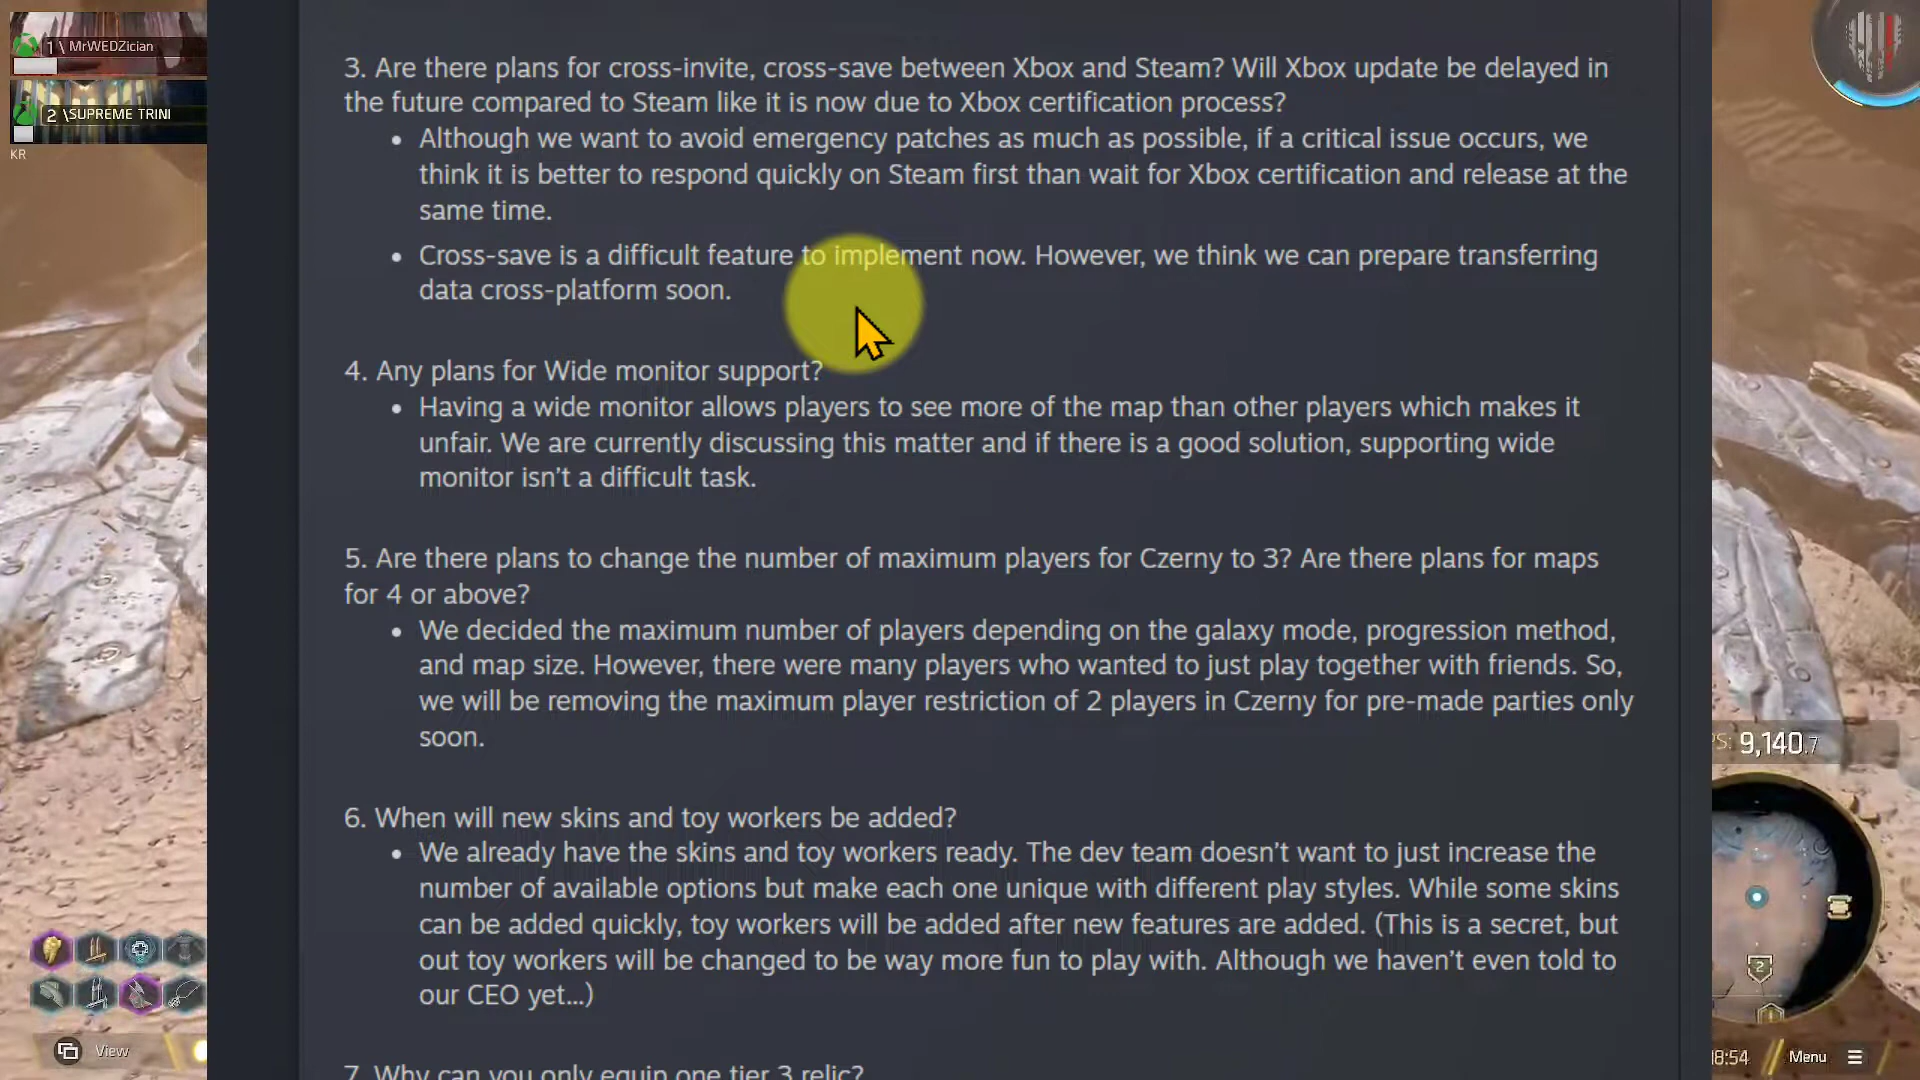 1 \ MrWEDZician
2 \SUPREME TRINI
KR
3. Are there plans for cross-invite, cross-save between Xbox and Steam? Will Xbox update be delayed in
the future compared to Steam like it is now due to Xbox certification process?
• Although we want to avoid emergency patches as much as possible, if a critical issue occurs, we
think it is better to respond quickly on Steam first than wait for Xbox certification and release at the
same time.
• Cross-save is a difficult feature to implement now. However, we think we can prepare transferring
data cross-platform soon.
4. Any plans for Wide monitor support?
• Having a wide monitor allows players to see more of the map than other players which makes it
unfair. We are currently discussing this matter and if there is a good solution, supporting wide
monitor isn't a difficult task.
5. Are there plans to change the number of maximum players for Czerny to 3? Are there plans for maps
for 4 or above?
• We decided the maximum number of players depending on the galaxy mode, progression method,
and map size. However, there were many players who wanted to just play together with friends. So,
we will be removing the maximum player restriction of 2 players in Czerny for pre-made parties only
soon.
6. When will new skins and toy workers be added?
• We already have the skins and toy workers ready. The dev team doesn't want to just increase the
number of available options but make each one unique with different play styles. While some skins
can be added quickly, toy workers will be added after new features are added. (This is a secret, but
out toy workers will be changed to be way more fun to play with. Although we haven't even told to
our CEO yet...)
7. Why can you only equip one tier 3 relic?
9,140.7
2
View
8:54
Menu